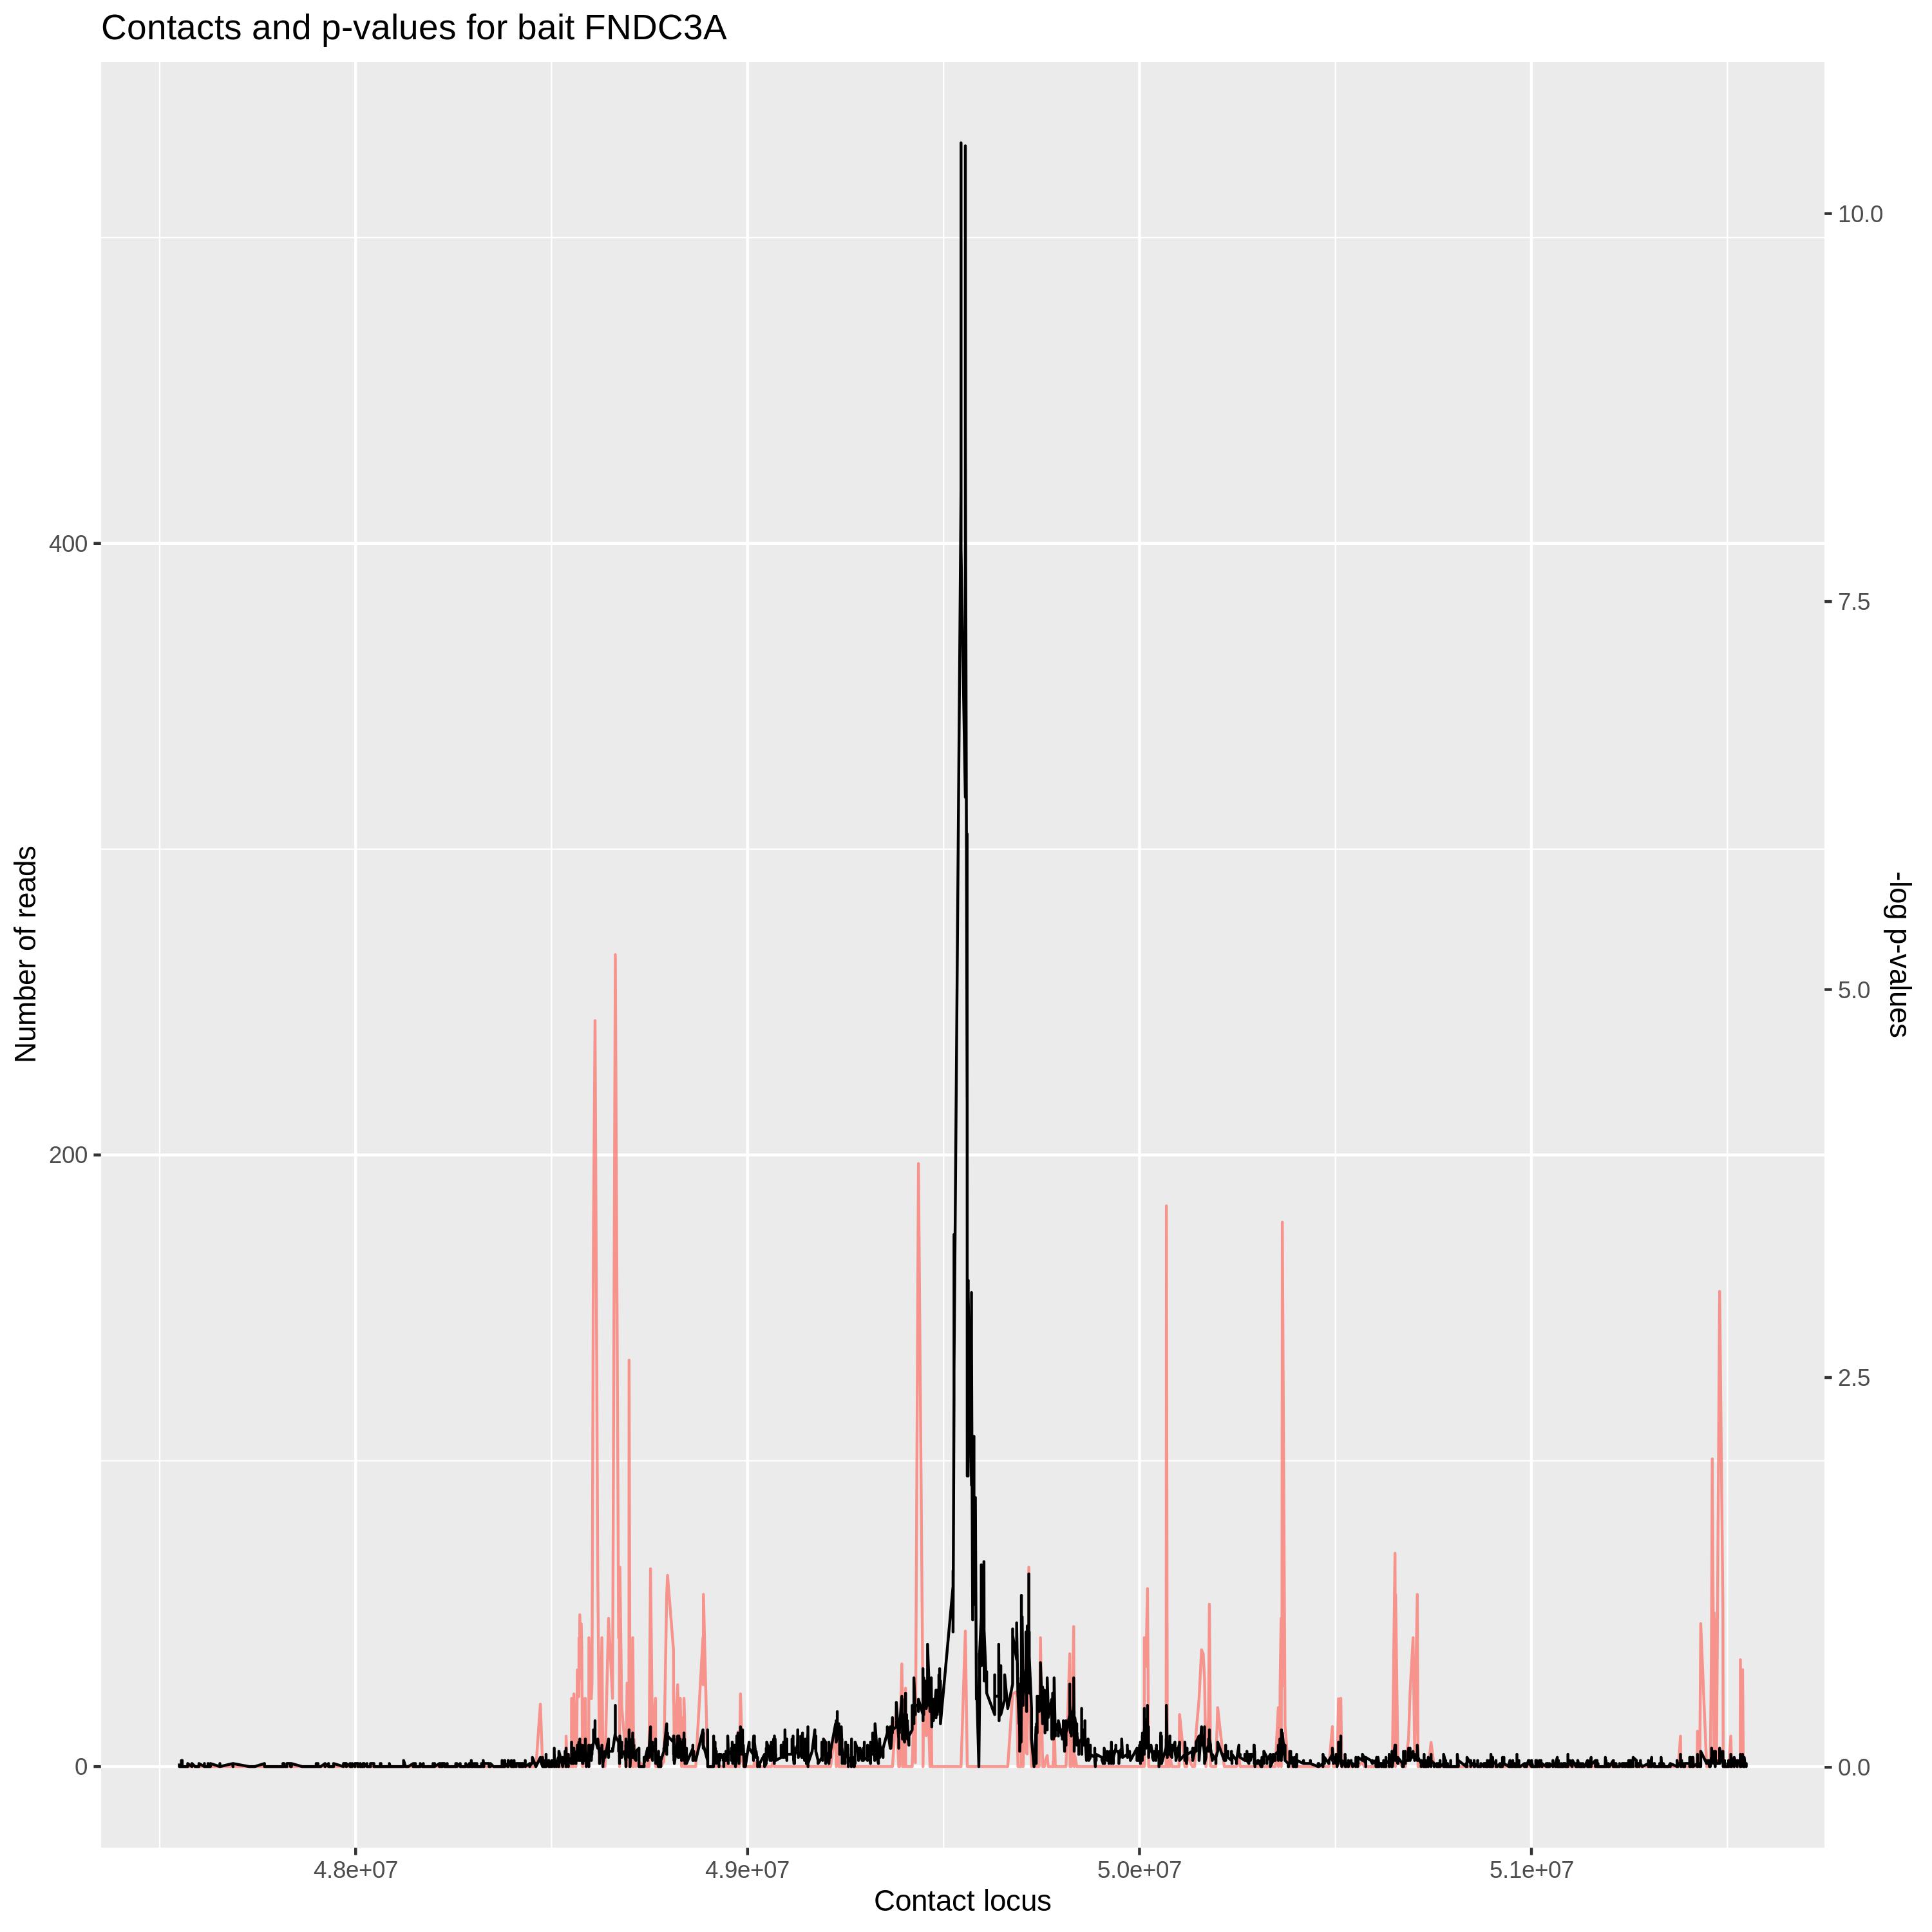 Contacts and p-values for bait FNDC3A
10.0
400
7.5
Number of reads
-log p-values
5.0
200
2.5
0
0.0
4.8e+07
4.9e+07
5.0e+07
5.1e+07
Contact locus